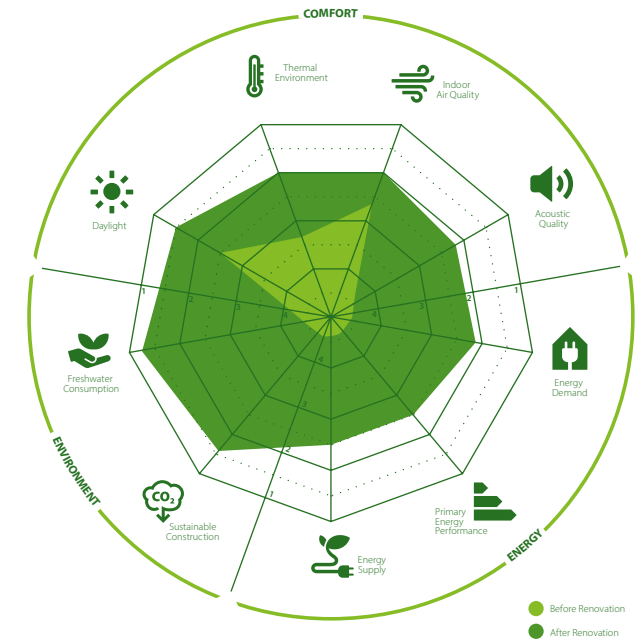 COMFORT
Thermal
Environment
Indoor
Air Quality
Daylight
Acoustic
Quality
1
2
3
4
4
3
2
1
Freshwater
Consumption
Energy
Demand
4
3
2
1
ENVIRONMENT
CO2
Sustainable
Construction
Energy
Supply
Primary
Energy
Performance
ENERGY
Before Renovation
After Renovation